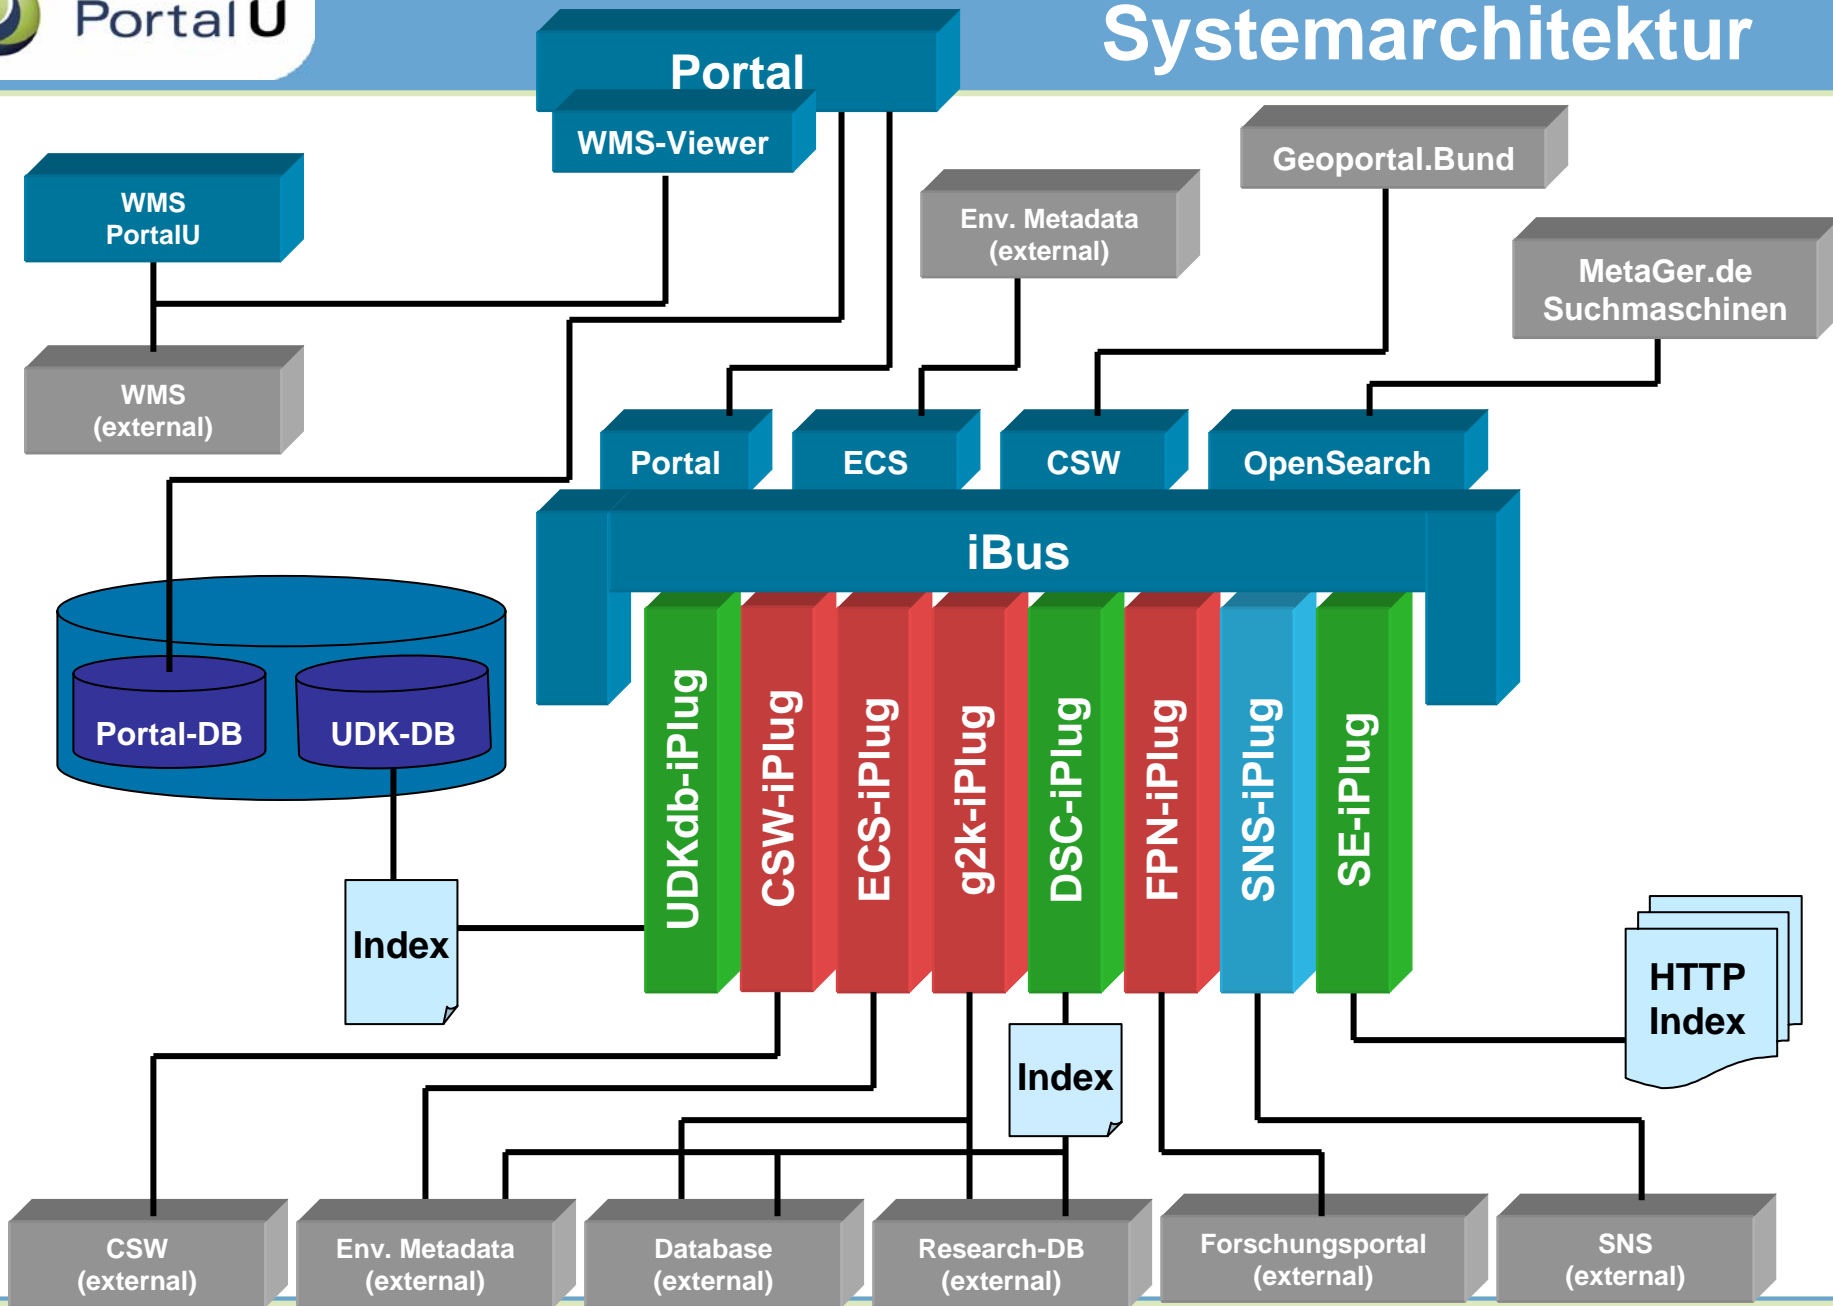 Portal U
Systemarchitektur
Portal
WMS-Viewer
WMS
PortalU
WMS
(external)
Env. Metadata
(external)
Geoportal.Bund
MetaGer.de
Suchmaschinen
Portal
ECS
CSW
OpenSearch
iBus
Portal-DB
UDK-DB
UDKdb-iPlug
CSW-iPlug
ECS-iPlug
g2k-iPlug
DSC-iPlug
FPN-iPlug
SNS-iPlug
SE-iPlug
Index
HTTP
Index
Index
CSW
(external)
Env. Metadata
(external)
Database
(external)
Research-DB
(external)
Forschungsportal
(external)
SNS
(external)